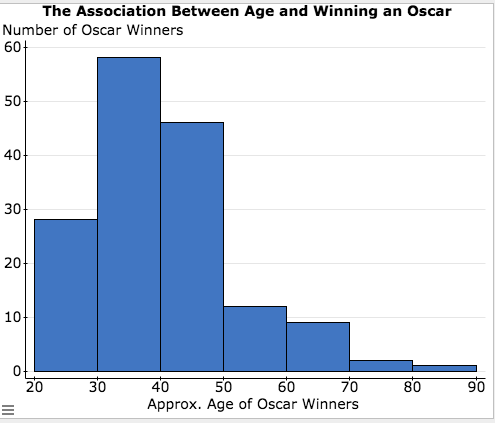 The Association Between Age and Winning an Oscar
Number of Oscar Winners
60
50
40
30
20
10
0
20 30 40 50 60 70 80 90
Approx. Age of Oscar Winners